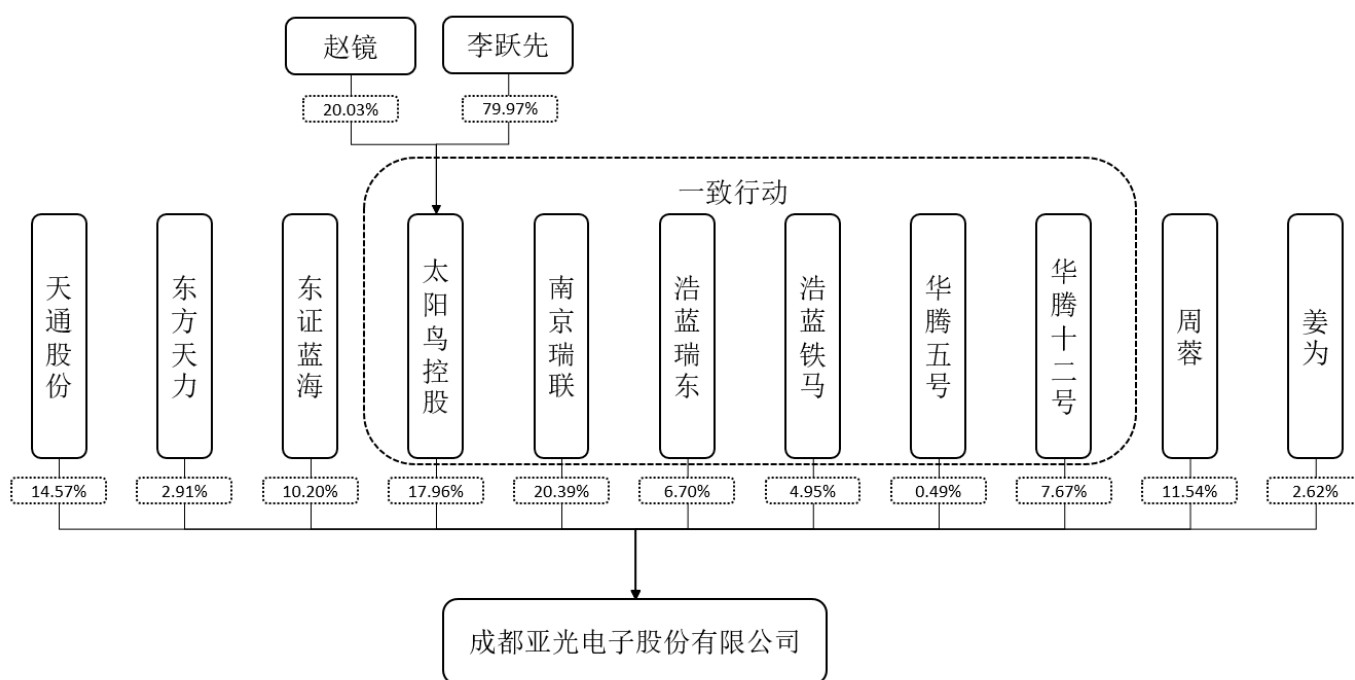 赵镜
李跃先
20.03%
79.97%
一致行动
天通股份
东方天力
东证蓝海
太阳鸟控股
南京瑞联
浩蓝瑞东
浩蓝铁马
华腾五号
华腾十二号
周蓉
姜为
14.57%
2.91%
10.20%
17.96%
20.39%
6.70%
4.95%
0.49%
7.67%
11.54%
2.62%
成都亚光电子股份有限公司